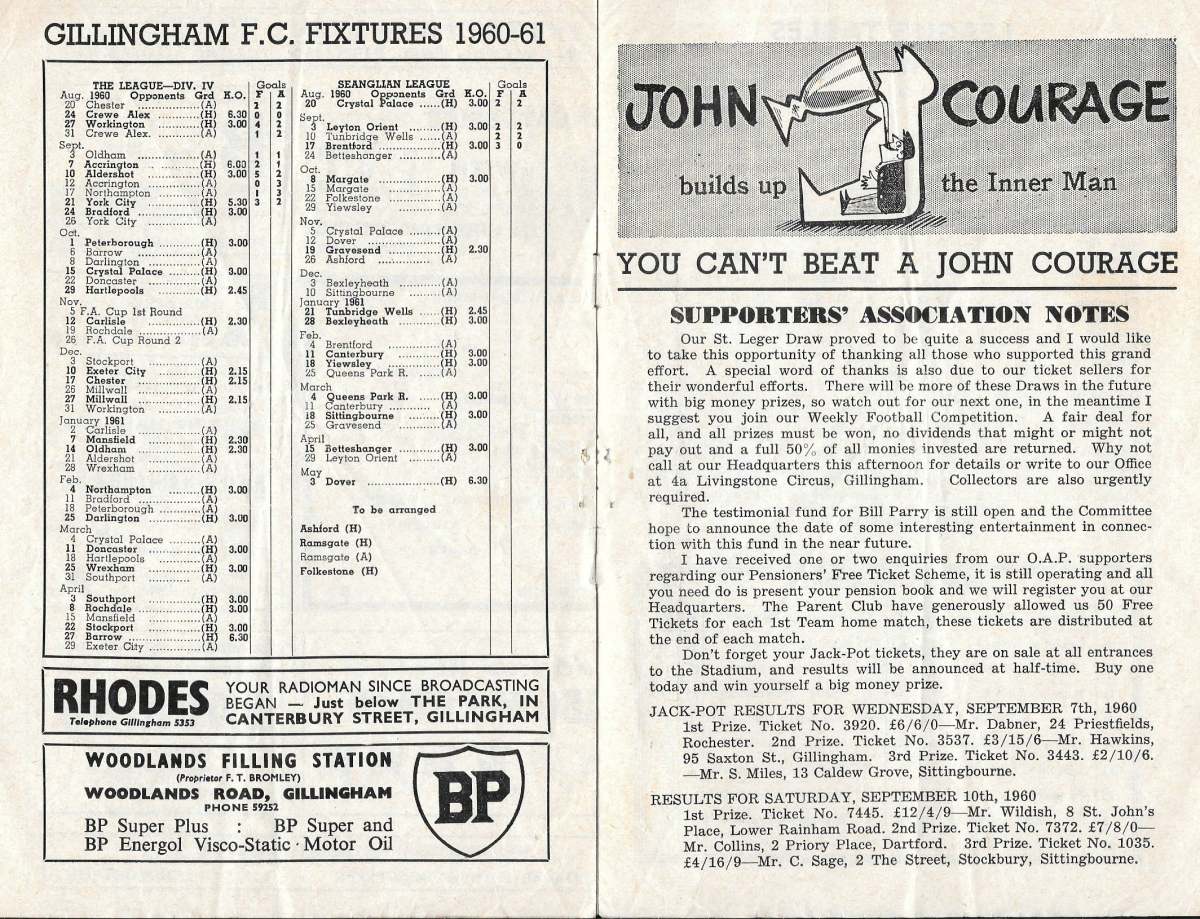 GILLINGHAM F.C. FIXTURES 1960-61
THE LEAGUE—DIV. IV Goals
Aug. 1960 Opponents Grd K.O. F A
20 Chester (A) 2 2
24 Crewe Alex (H) 6.30 0 0
27 Workington (H) 3.00 4 2
31 Crewe Alex. (A) 1 2
Sept.
3 Oldham (A) 1 1
7 Accrington (H) 6.00 2 1
10 Aldershot (H) 3.00 5 2
12 Accrington (A) 0 3
17 Northampton (A) 1 3
21 York City (H) 5.30 3 2
24 Bradford (H) 3.00
26 York City (A)
Oct.
1 Peterborough (H) 3.00
6 Barrow (A)
8 Darlington (A)
15 Crystal Palace (H) 3.00
22 Doncaster (A)
29 Hartlepools (H) 2.45
Nov.
5 F.A. Cup 1st Round
12 Carlisle (H) 2.30
19 Rochdale (A)
26 F.A. Cup Round 2
Dec.
3 Stockport (A)
10 Exeter City (H) 2.15
17 Chester (H) 2.15
26 Millwall (A)
27 Millwall (H) 2.15
31 Workington (A)
January 1961
2 Carlisle (A)
7 Mansfield (H) 2.30
14 Oldham (H) 2.30
21 Aldershot (A)
28 Wrexham (A)
Feb.
4 Northampton (H) 3.00
11 Bradford (A)
18 Peterborough (A)
25 Darlington (H) 3.00
March
4 Crystal Palace (A)
11 Doncaster (H) 3.00
18 Hartlepools (A)
25 Wrexham (H) 3.00
31 Southport (A)
April
3 Southport (H) 3.00
8 Rochdale (H) 3.00
15 Mansfield (A)
22 Stockport (H) 3.00
27 Barrow (H) 6.30
29 Exeter City (A)
SEANGLIAN LEAGUE Goals
Aug. 1960 Opponents Grd K.O. F A
20 Crystal Palace (H) 3.00 2 2
Sept.
3 Leyton Orient (H) 3.00 2 2
10 Tunbridge Wells (A) 2 2
17 Brentford (H) 3.00 3 0
24 Betteshanger (A)
Oct.
8 Margate (H) 3.00
15 Margate (A)
22 Folkestone (A)
29 Yiewsley (A)
Nov.
5 Crystal Palace (A)
12 Dover (A)
19 Gravesend (H) 2.30
26 Ashford (A)
Dec.
3 Bexleyheath (A)
10 Sittingbourne (A)
January 1961
21 Tunbridge Wells (H) 2.45
28 Bexleyheath (H) 3.00
Feb.
4 Brentford (A)
11 Canterbury (H) 3.00
18 Yiewsley (H) 3.00
25 Queens Park R. (A)
March
4 Queens Park R. (H) 3.00
11 Canterbury (A)
18 Sittingbourne (H) 3.00
25 Gravesend (A)
April
15 Betteshanger (H) 3.00
29 Leyton Orient (A)
May
3 Dover (H) 6.30
To be arranged
Ashford (H)
Ramsgate (H)
Ramsgate (A)
Folkestone (H)
RHODES
Telephone Gillingham 5353
YOUR RADIOMAN SINCE BROADCASTING
BEGAN — Just below THE PARK, IN
CANTERBURY STREET, GILLINGHAM
WOODLANDS FILLING STATION
(Proprietor F. T. BROMLEY)
WOODLANDS ROAD, GILLINGHAM
PHONE 59252
BP Super Plus : BP Super and
BP Energol Visco-Static Motor Oil
BP
JOHN COURAGE
builds up the Inner Man
YOU CAN'T BEAT A JOHN COURAGE
SUPPORTERS' ASSOCIATION NOTES
Our St. Leger Draw proved to be quite a success and I would like
to take this opportunity of thanking all those who supported this grand
effort. A special word of thanks is also due to our ticket sellers for
their wonderful efforts. There will be more of these Draws in the future
with big money prizes, so watch out for our next one, in the meantime I
suggest you join our Weekly Football Competition. A fair deal for
all, and all prizes must be won, no dividends that might or might not
pay out and a full 50% of all monies invested are returned. Why not
call at our Headquarters this afternoon for details or write to our Office
at 4a Livingstone Circus, Gillingham. Collectors are also urgently
required.
The testimonial fund for Bill Parry is still open and the Committee
hope to announce the date of some interesting entertainment in connec-
tion with this fund in the near future.
I have received one or two enquiries from our O.A.P. supporters
regarding our Pensioners' Free Ticket Scheme, it is still operating and all
you need do is present your pension book and we will register you at our
Headquarters. The Parent Club have generously allowed us 50 Free
Tickets for each 1st Team home match, these tickets are distributed at
the end of each match.
Don't forget your Jack-Pot tickets, they are on sale at all entrances
to the Stadium, and results will be announced at half-time. Buy one
today and win yourself a big money prize.
JACK-POT RESULTS FOR WEDNESDAY, SEPTEMBER 7th, 1960
1st Prize. Ticket No. 3920. £6/6/0—Mr. Dabner, 24 Priestfields,
Rochester. 2nd Prize. Ticket No. 3537. £3/15/6—Mr. Hawkins,
95 Saxton St., Gillingham. 3rd Prize. Ticket No. 3443. £2/10/6.
—Mr. S. Miles, 13 Caldew Grove, Sittingbourne.
RESULTS FOR SATURDAY, SEPTEMBER 10th, 1960
1st Prize. Ticket No. 7445. £12/4/9—Mr. Wildish, 8 St. John's
Place, Lower Rainham Road. 2nd Prize. Ticket No. 7372. £7/8/0—
Mr. Collins, 2 Priory Place, Dartford. 3rd Prize. Ticket No. 1035.
£4/16/9—Mr. C. Sage, 2 The Street, Stockbury, Sittingbourne.